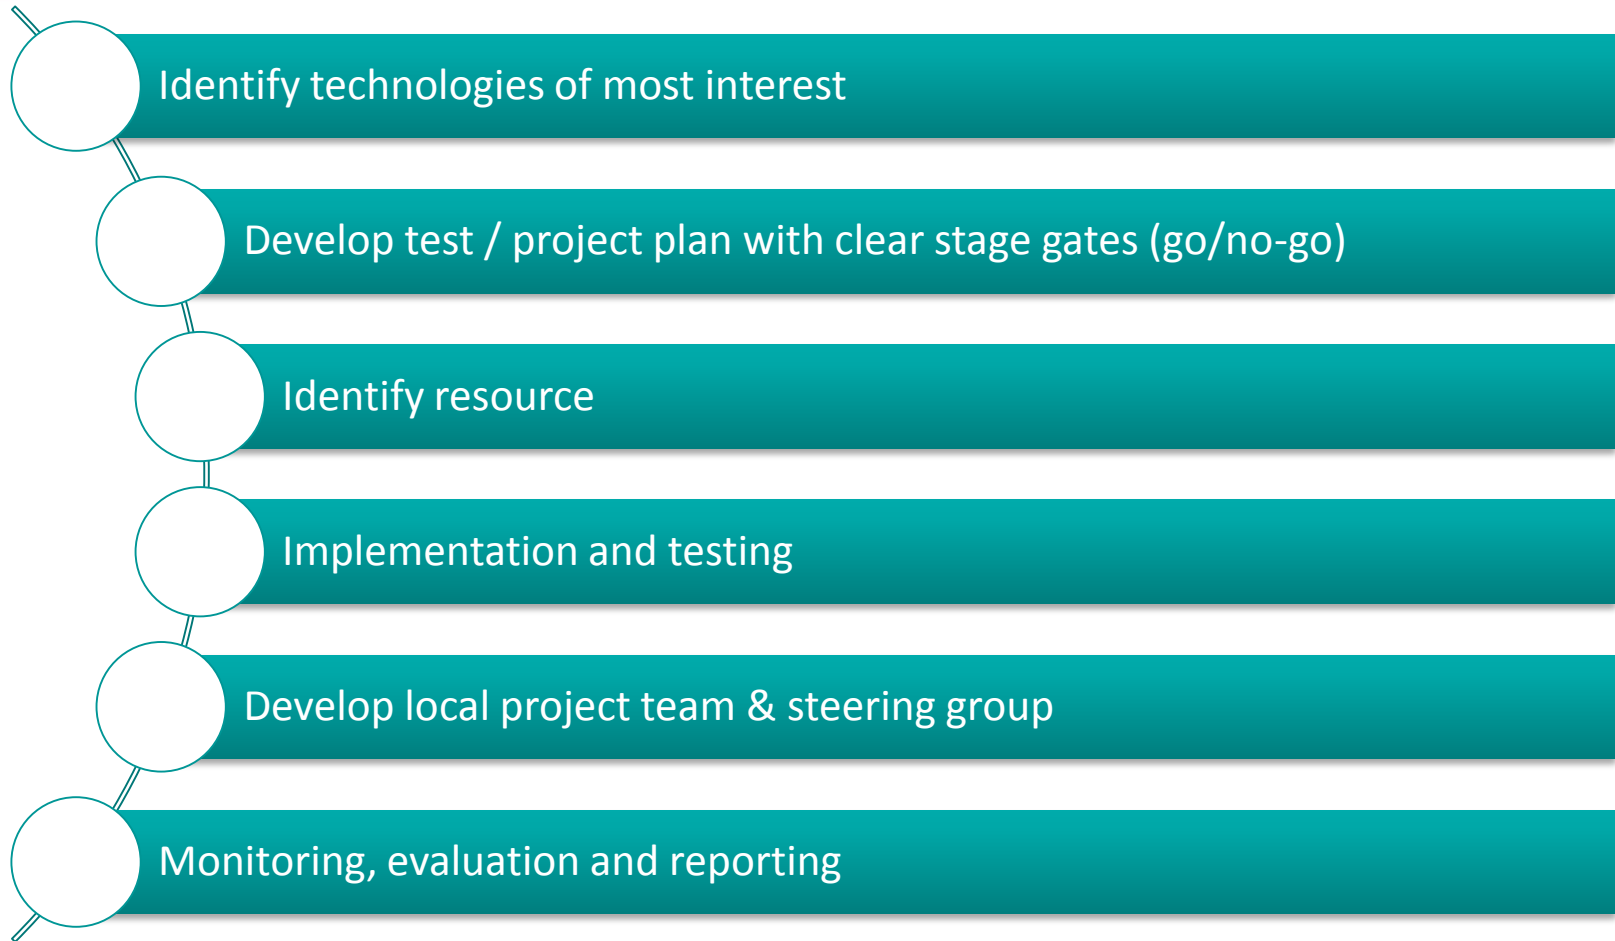 Identify technologies of most interest
Develop test / project plan with clear stage gates (go/no-go)
Identify resource
Implementation and testing
Develop local project team & steering group
Monitoring, evaluation and reporting